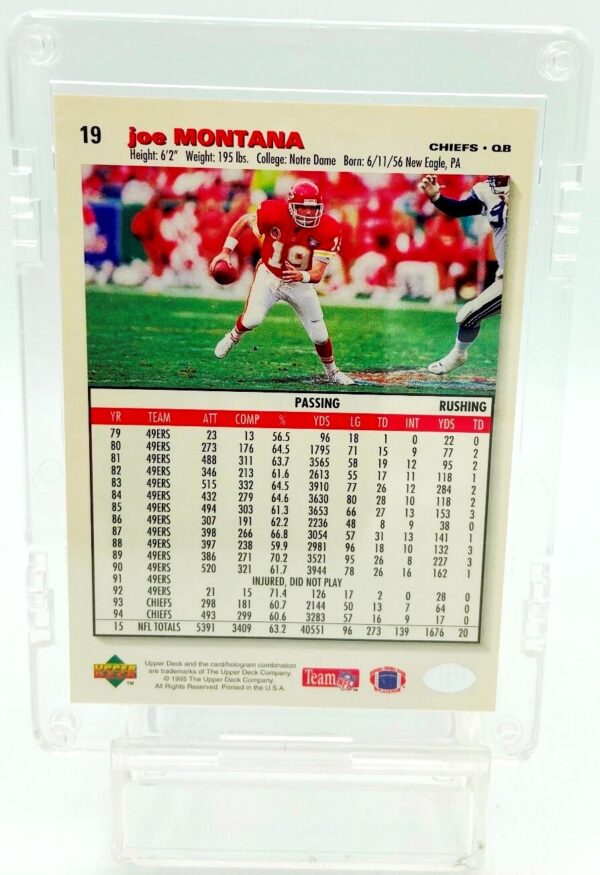 19 joe MONTANA CHIEFS • QB
Height: 6'2" Weight: 195 lbs. College: Notre Dame Born: 6/11/56 New Eagle, PA
19
PASSING RUSHING
YR TEAM ATT COMP % YDS LG TD INT YDS TD
79 49ERS 23 13 56.5 96 18 1 0 22 0
80 49ERS 273 176 64.5 1795 71 15 9 77 2
81 49ERS 488 311 63.7 3565 58 19 12 95 2
82 49ERS 346 213 61.6 2613 55 17 11 118 1
83 49ERS 515 332 64.5 3910 77 26 12 284 2
84 49ERS 432 279 64.6 3630 80 28 10 118 2
85 49ERS 494 303 61.3 3653 66 27 13 153 3
86 49ERS 307 191 62.2 2236 48 8 9 38 0
87 49ERS 398 266 66.8 3054 57 31 13 141 1
88 49ERS 397 238 59.9 2981 96 18 10 132 3
89 49ERS 386 271 70.2 3521 95 26 8 227 3
90 49ERS 520 321 61.7 3944 78 26 16 162 1
91 49ERS INJURED, DID NOT PLAY
92 49ERS 21 15 71.4 126 17 2 0 28 0
93 CHIEFS 298 181 60.7 2144 50 13 7 64 0
94 CHIEFS 493 299 60.6 3283 57 16 9 17 0
15 NFL TOTALS 5391 3409 63.2 40551 96 273 139 1676 20
UPPER DECK TM
Upper Deck and the card/hologram combination
are trademarks of The Upper Deck Company.
© 1995 The Upper Deck Company.
All Rights Reserved. Printed in the U.S.A.
Team NFL
PLAYERS